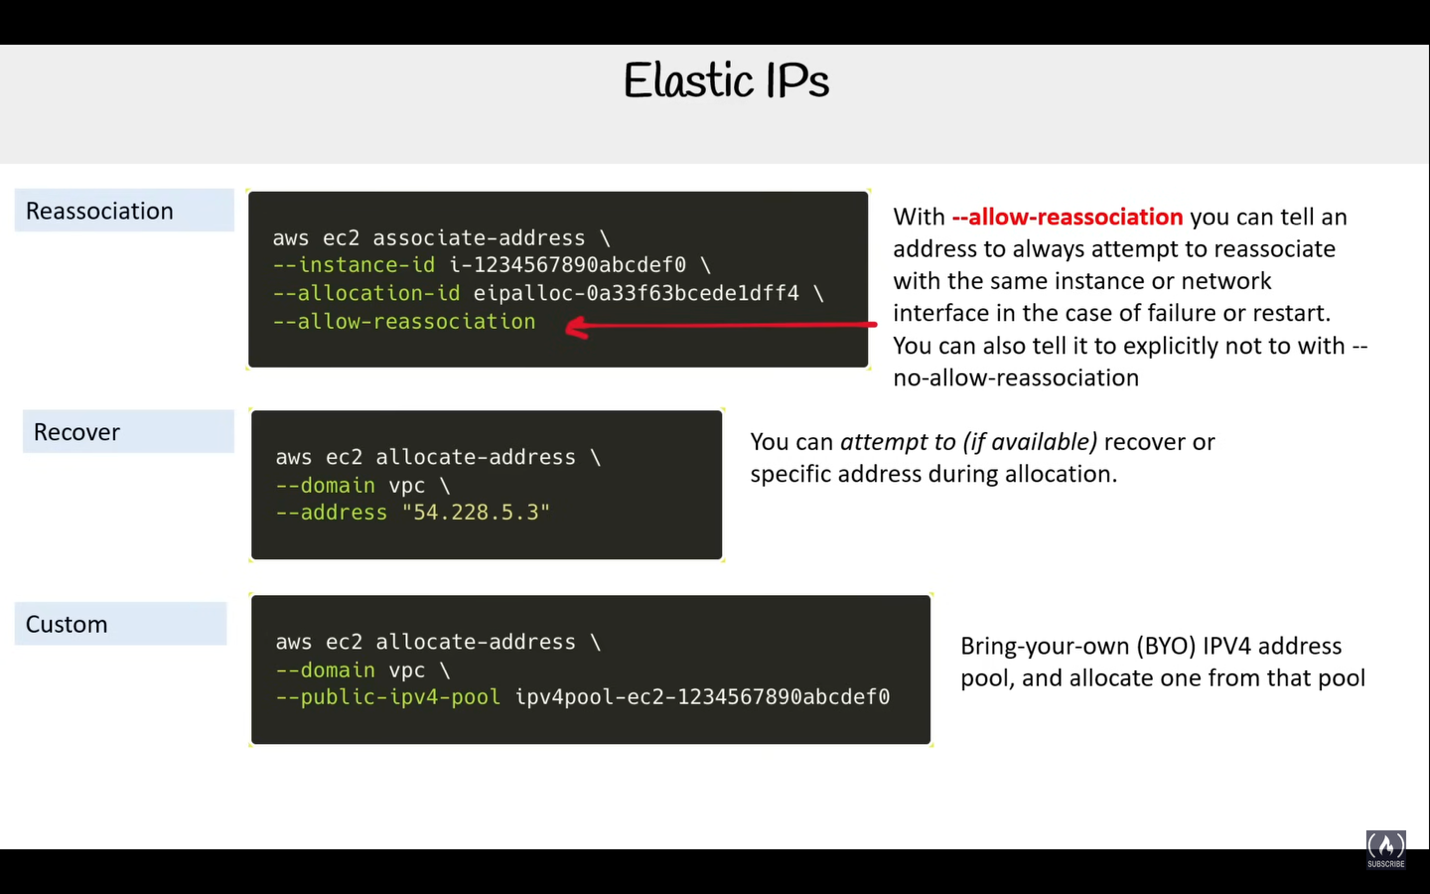 Elastic IPs
Reassociation
aws ec2 associate-address \
--instance-id i-1234567890abcdef0 \
--allocation-id eipalloc-0a33f63bcede1dff4 \
--allow-reassociation
With --allow-reassociation you can tell an
address to always attempt to reassociate
with the same instance or network
interface in the case of failure or restart.
You can also tell it to explicitly not to with --
no-allow-reassociation
Recover
aws ec2 allocate-address \
--domain vpc \
--address "54.228.5.3"
You can attempt to (if available) recover or
specific address during allocation.
Custom
aws ec2 allocate-address \
--domain vpc \
--public-ipv4-pool ipv4pool-ec2-1234567890abcdef0
Bring-your-own (BYO) IPV4 address
pool, and allocate one from that pool
SUBSCRIBE